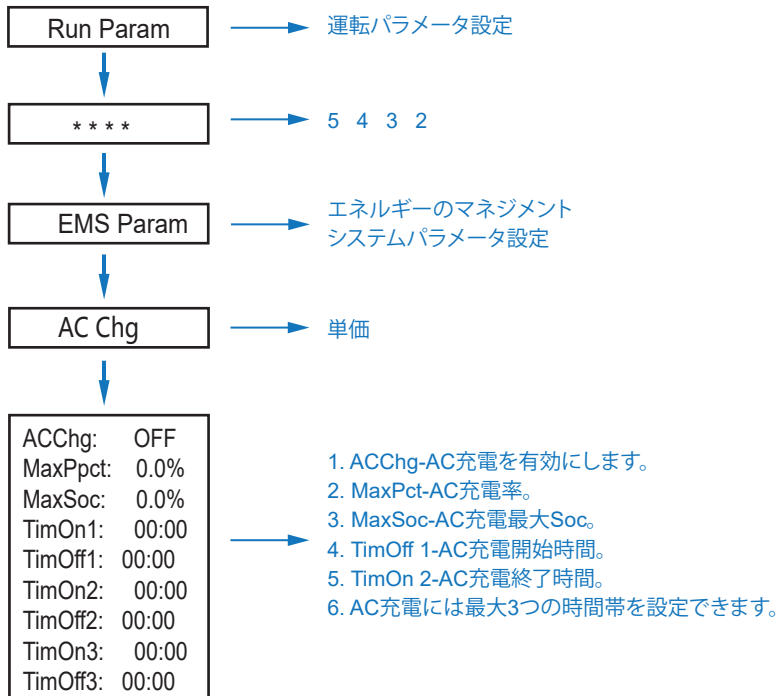 Run Param
運転パラメータ設定
* * * *
5 4 3 2
EMS Param
エネルギーのマネジメント
システムパラメータ設定
AC Chg
単価
ACChg: OFF
MaxPpct: 0.0%
MaxSoc: 0.0%
TimOn1: 00:00
TimOff1: 00:00
TimOn2: 00:00
TimOff2: 00:00
TimOn3: 00:00
TimOff3: 00:00
1. ACChg-AC充電を有効にします。
2. MaxPct-AC充電率。
3. MaxSoc-AC充電最大Soc。
4. TimOff 1-AC充電開始時間。
5. TimOn 2-AC充電終了時間。
6. AC充電には最大3つの時間帯を設定できます。